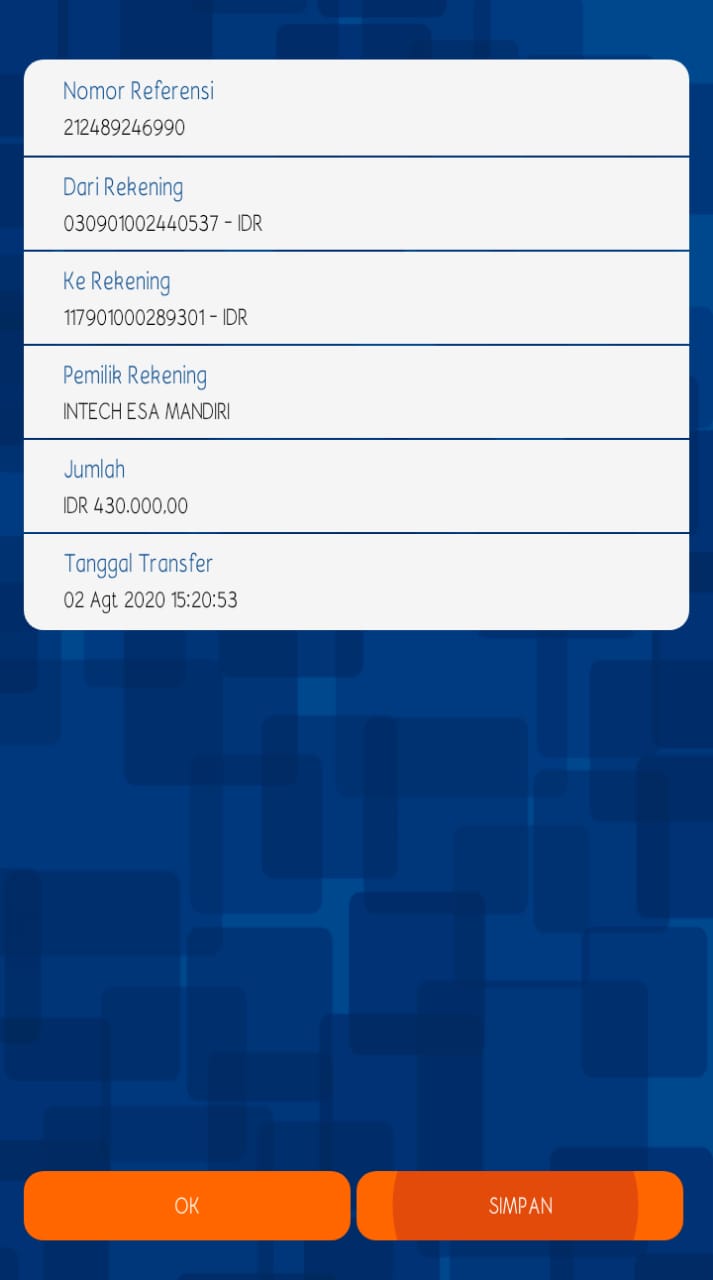 Nomor Referensi
212489246990
Dari Rekening
030901002440537 - IDR
Ke Rekening
117901000289301 - IDR
Pemilik Rekening
INTECH ESA MANDIRI
Jumlah
IDR 430.000,00
Tanggal Transfer
02 Agt 2020 15:20:53
OK
SIMPAN